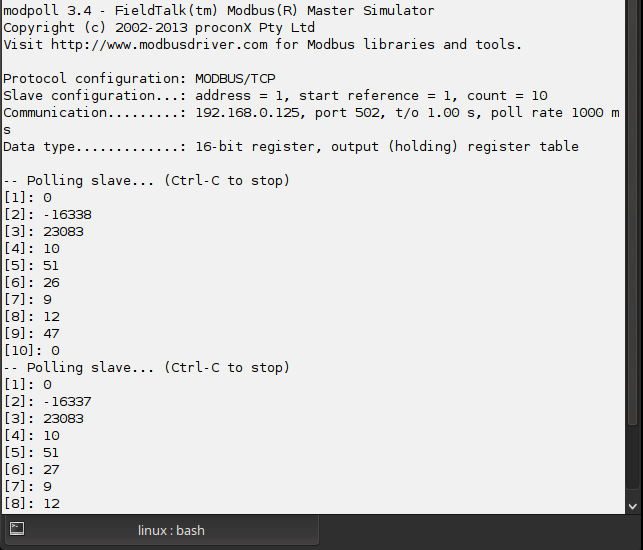 modpoll 3.4 - FieldTalk(tm) Modbus(R) Master Simulator
Copyright (c) 2002-2013 proconX Pty Ltd
Visit http://www.modbusdriver.com for Modbus libraries and tools.
Protocol configuration: MODBUS/TCP
Slave configuration...: address = 1, start reference = 1, count = 10
Communication.........: 192.168.0.125, port 502, t/o 1.00 s, poll rate 1000 m
s
Data type.............: 16-bit register, output (holding) register table
-- Polling slave... (Ctrl-C to stop)
[1]: 0
[2]: -16338
[3]: 23083
[4]: 10
[5]: 51
[6]: 26
[7]: 9
[8]: 12
[9]: 47
[10]: 0
-- Polling slave... (Ctrl-C to stop)
[1]: 0
[2]: -16337
[3]: 23083
[4]: 10
[5]: 51
[6]: 27
[7]: 9
[8]: 12
linux : bash